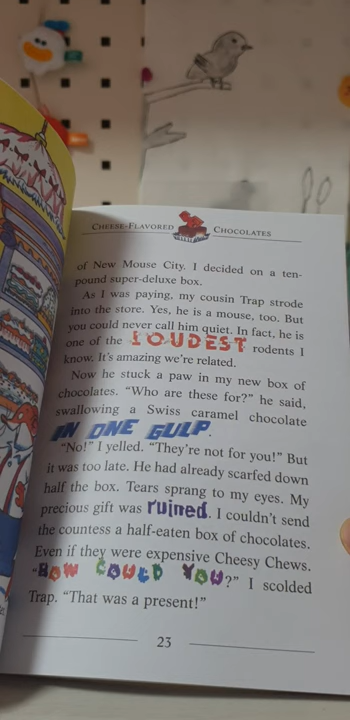 CHEESE-FLAVORED CHOCOLATES
of New Mouse City. I decided on a ten-
pound super-deluxe box.
As I was paying, my cousin Trap strode
into the store. Yes, he is a mouse, too. But
you could never call him quiet. In fact, he is
one of the LOUDEST rodents I
know. It's amazing we're related.
Now he stuck a paw in my new box of
chocolates. "Who are these for?" he said,
swallowing a Swiss caramel chocolate
IN ONE GULP.
"No!" I yelled. "They're not for you!" But
it was too late. He had already scarfed down
half the box. Tears sprang to my eyes. My
precious gift was ruined. I couldn't send
the countess a half-eaten box of chocolates.
Even if they were expensive Cheesy Chews.
"HOW COULD YOU?" I scolded
Trap. "That was a present!"
23